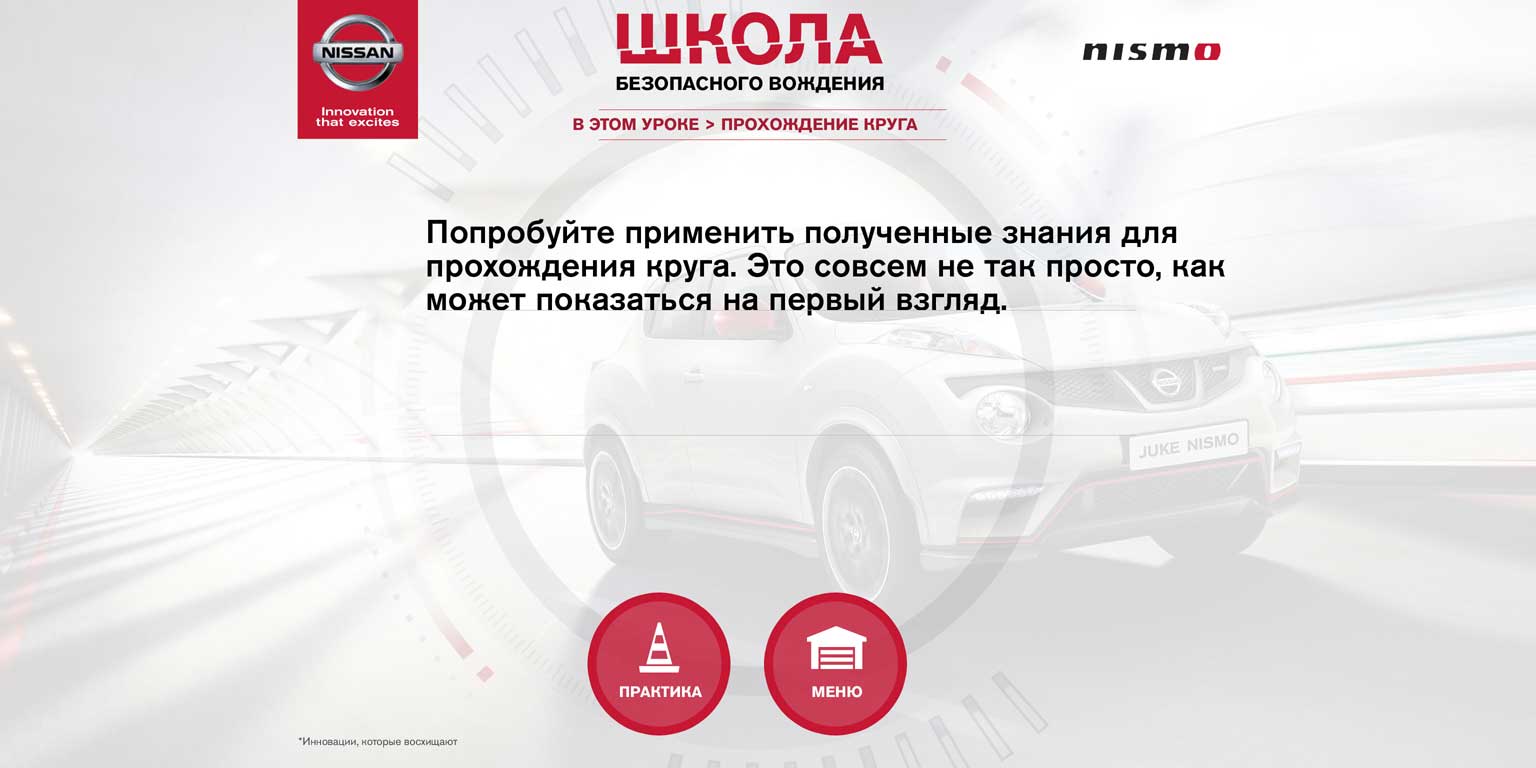 NISSAN
Innovation
that excites
ШКОЛА
БЕЗОПАСНОГО ВОЖДЕНИЯ
В ЭТОМ УРОКЕ > ПРОХОЖДЕНИЕ КРУГА
nismo
Попробуйте применить полученные знания для
прохождения круга. Это совсем не так просто, как
может показаться на первый взгляд.
JUKE NISMO
ПРАКТИКА
МЕНЮ
*Инновации, которые восхищают